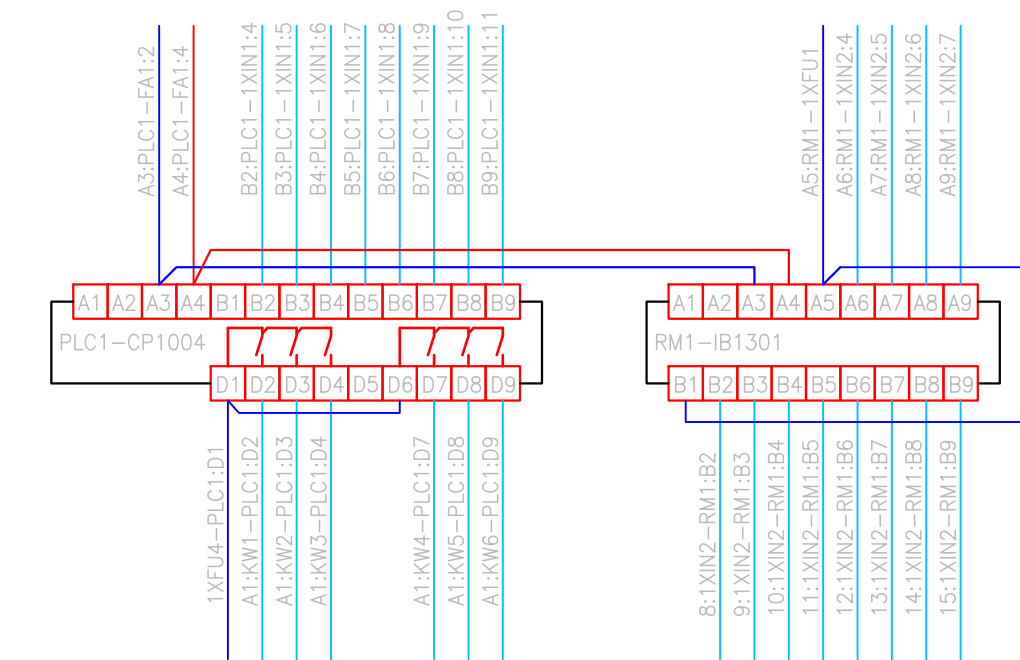 A3:PLC1-FA1:2
A4:PLC1-FA1:4
B2:PLC1-1XIN1:4
B3:PLC1-1XIN1:5
B4:PLC1-1XIN1:6
B5:PLC1-1XIN1:7
B6:PLC1-1XIN1:8
B7:PLC1-1XIN1:9
B8:PLC1-1XIN1:10
B9:PLC1-1XIN1:11
A5:RM1-1XFU1
A6:RM1-1XIN2:4
A7:RM1-1XIN2:5
A8:RM1-1XIN2:6
A9:RM1-1XIN2:7
A1 A2 A3 A4 B1 B2 B3 B4 B5 B6 B7 B8 B9
A1 A2 A3 A4 A5 A6 A7 A8 A9
PLC1-CP1004
RM1-IB1301
D1 D2 D3 D4 D5 D6 D7 D8 D9
B1 B2 B3 B4 B5 B6 B7 B8 B9
1XFU4-PLC1:D1
A1:KW1-PLC1:D2
A1:KW2-PLC1:D3
A1:KW3-PLC1:D4
A1:KW4-PLC1:D7
A1:KW5-PLC1:D8
A1:KW6-PLC1:D9
8:1XIN2-RM1:B2
9:1XIN2-RM1:B3
10:1XIN2-RM1:B4
11:1XIN2-RM1:B5
12:1XIN2-RM1:B6
13:1XIN2-RM1:B7
14:1XIN2-RM1:B8
15:1XIN2-RM1:B9